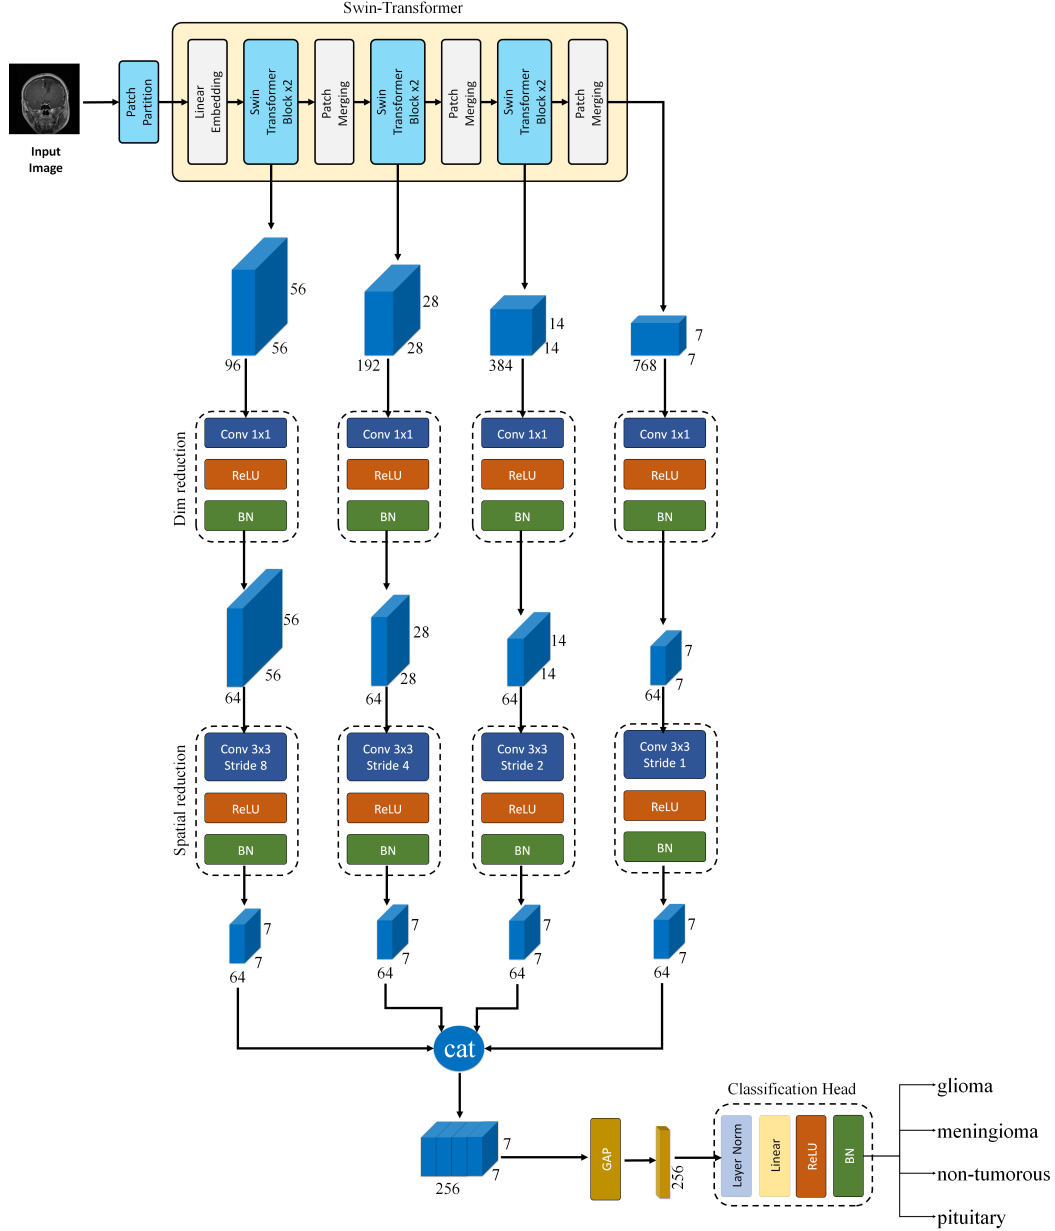 Swin-Transformer
Input
Image
Patch
Partition
Linear
Embedding
Swin
Transformer
Block x2
Patch
Merging
Swin
Transformer
Block x2
Patch
Merging
Swin
Transformer
Block x2
Patch
Merging
56
56
96
28
28
192
14
14
384
7
7
768
Dim reduction
Conv 1x1
ReLU
BN
Conv 1x1
ReLU
BN
Conv 1x1
ReLU
BN
Conv 1x1
ReLU
BN
56
56
64
28
28
64
14
14
64
7
7
64
Spatial reduction
Conv 3x3
Stride 8
ReLU
BN
Conv 3x3
Stride 4
ReLU
BN
Conv 3x3
Stride 2
ReLU
BN
Conv 3x3
Stride 1
ReLU
BN
7
7
64
7
7
64
7
7
64
7
7
64
cat
7
7
256
GAP
256
Classification Head
Layer Norm
Linear
ReLU
BN
glioma
meningioma
non-tumorous
pituitary